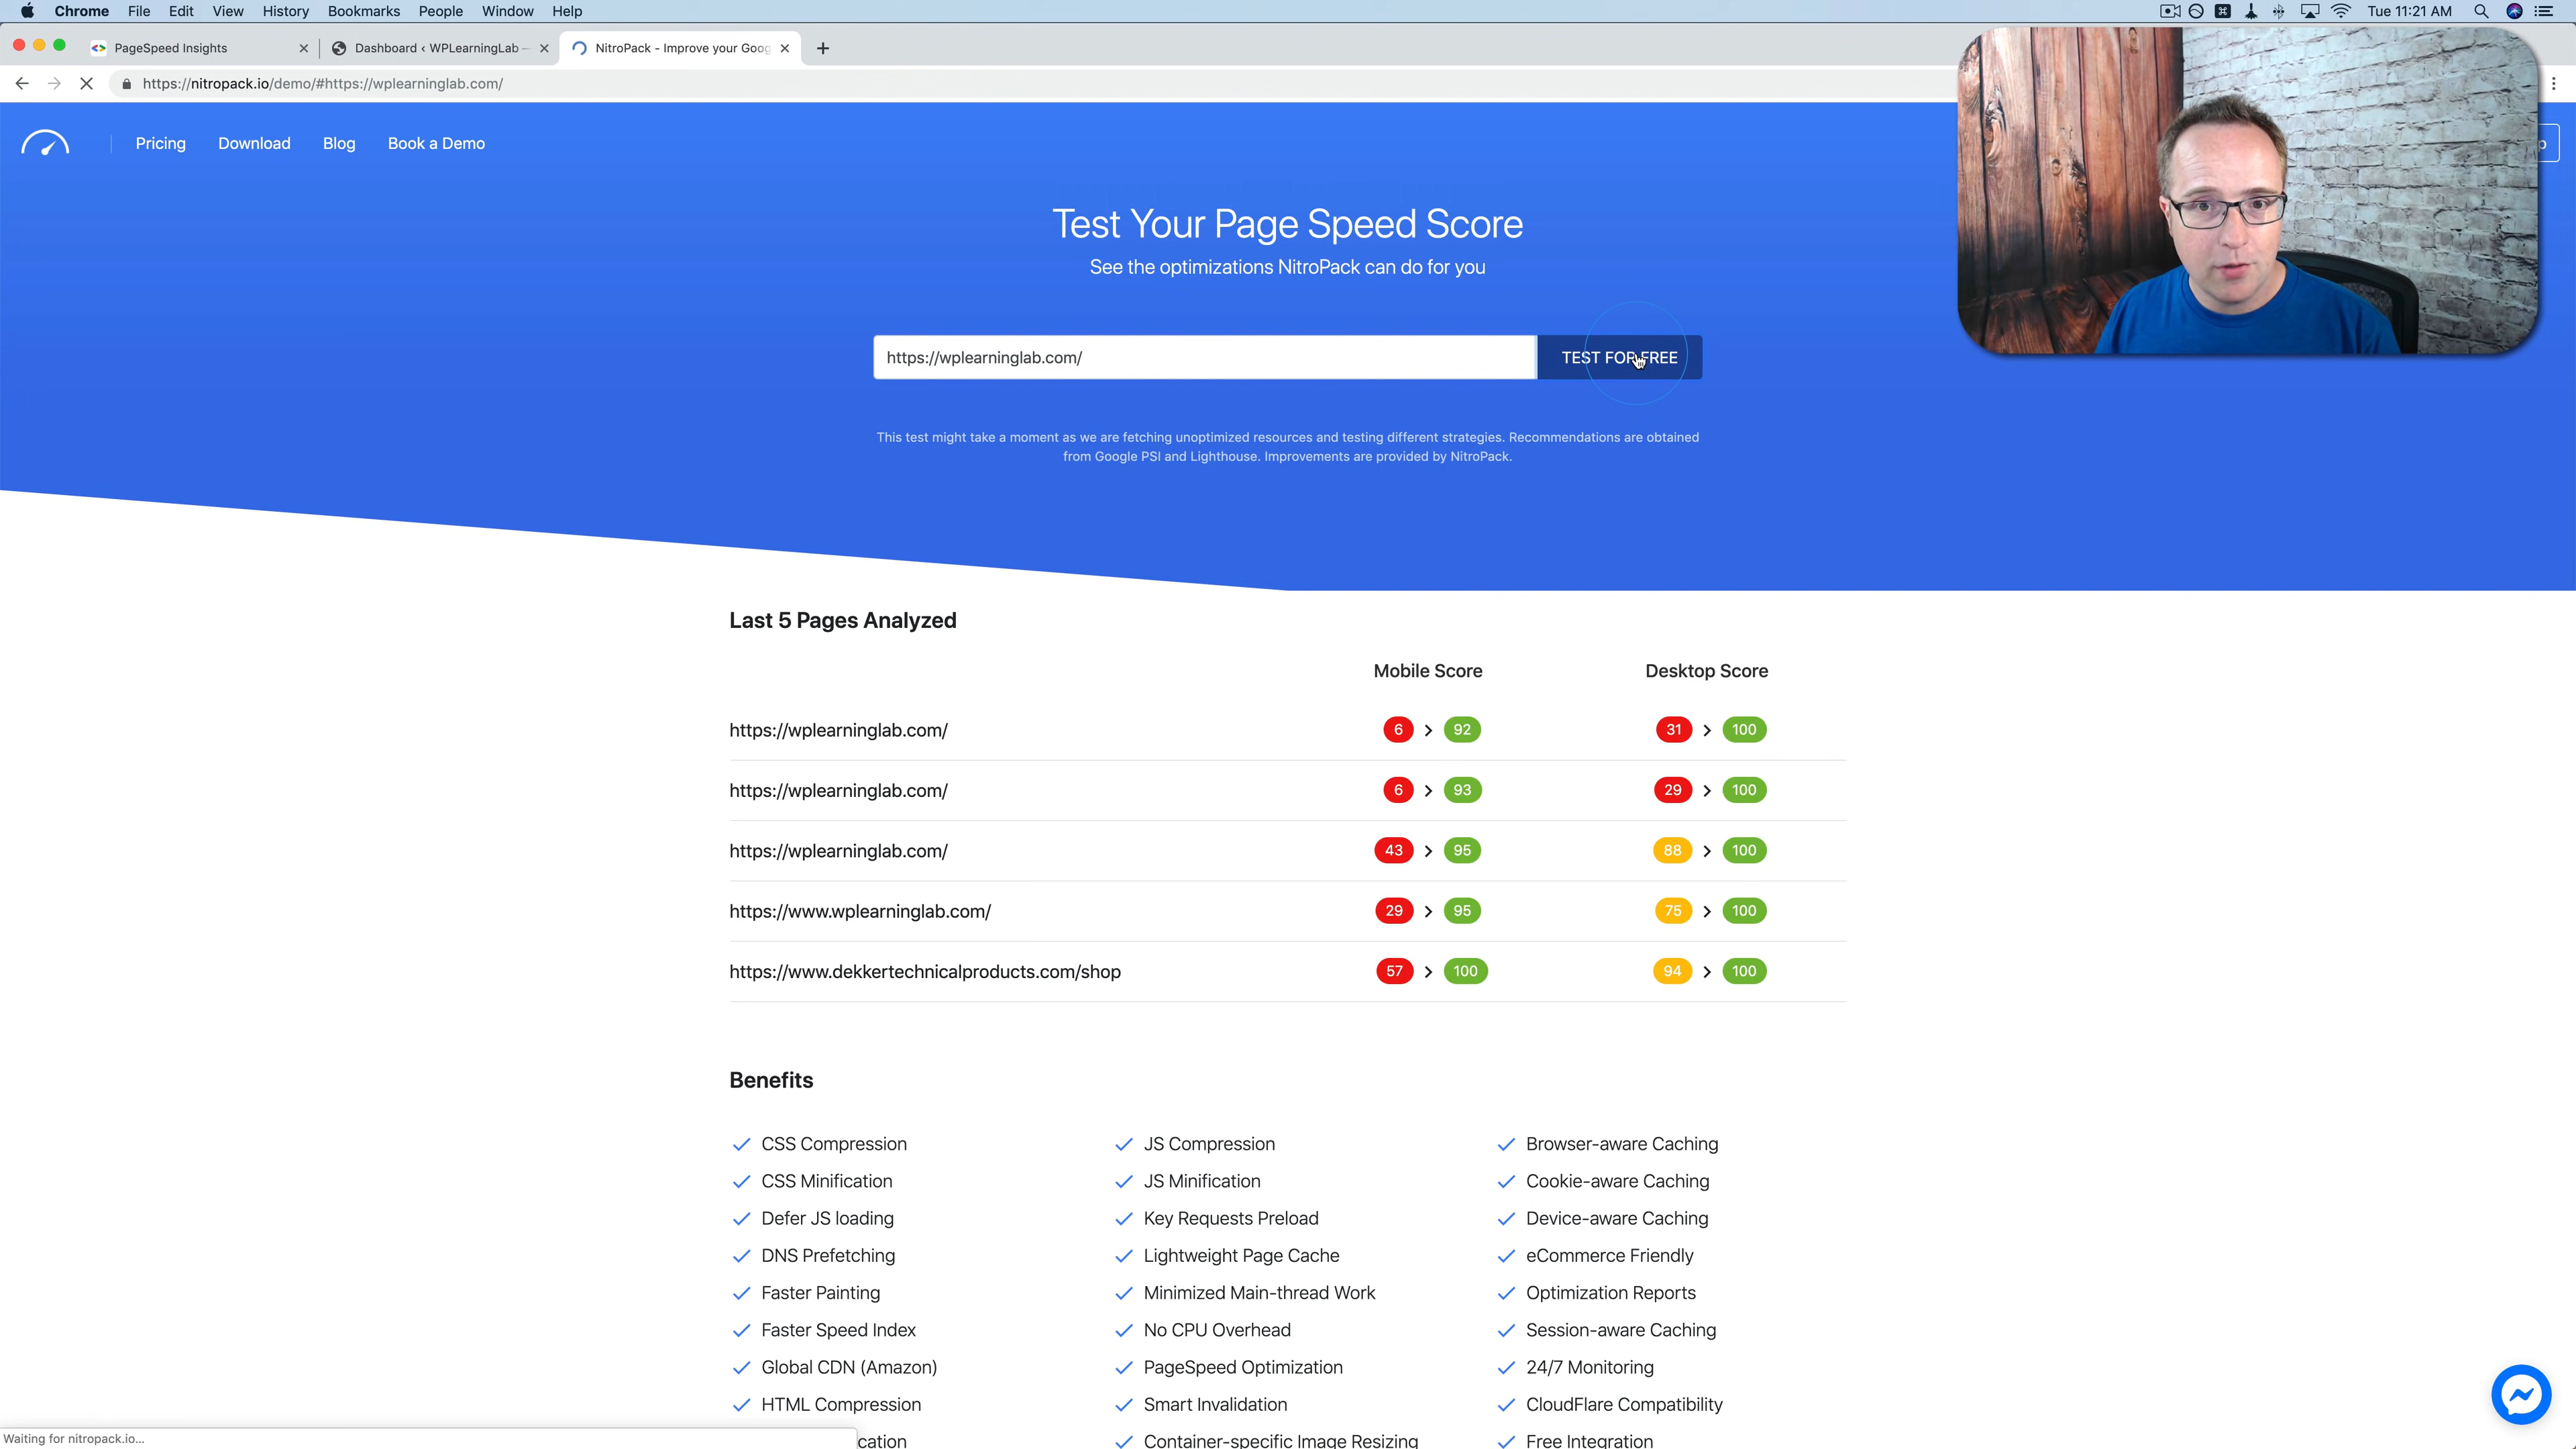 Chrome File Edit View History Bookmarks People Window Help Tue 11:21 AM
PageSpeed Insights
Dashboard ‹ WPLearningLab —
NitroPack - Improve your Goog
https://nitropack.io/demo/#https://wplearninglab.com/
Pricing Download Blog Book a Demo
Test Your Page Speed Score
See the optimizations NitroPack can do for you
https://wplearninglab.com/ TEST FOR FREE
This test might take a moment as we are fetching unoptimized resources and testing different strategies. Recommendations are obtained
from Google PSI and Lighthouse. Improvements are provided by NitroPack.
Last 5 Pages Analyzed
Mobile Score Desktop Score
https://wplearninglab.com/ 6 > 92 31 > 100
https://wplearninglab.com/ 6 > 93 29 > 100
https://wplearninglab.com/ 43 > 95 88 > 100
https://www.wplearninglab.com/ 29 > 95 75 > 100
https://www.dekkertechnicalproducts.com/shop 57 > 100 94 > 100
Benefits
CSS Compression JS Compression Browser-aware Caching
CSS Minification JS Minification Cookie-aware Caching
Defer JS loading Key Requests Preload Device-aware Caching
DNS Prefetching Lightweight Page Cache eCommerce Friendly
Faster Painting Minimized Main-thread Work Optimization Reports
Faster Speed Index No CPU Overhead Session-aware Caching
Global CDN (Amazon) PageSpeed Optimization 24/7 Monitoring
HTML Compression Smart Invalidation CloudFlare Compatibility
cation Container-specific Image Resizing Free Integration
Waiting for nitropack.io...